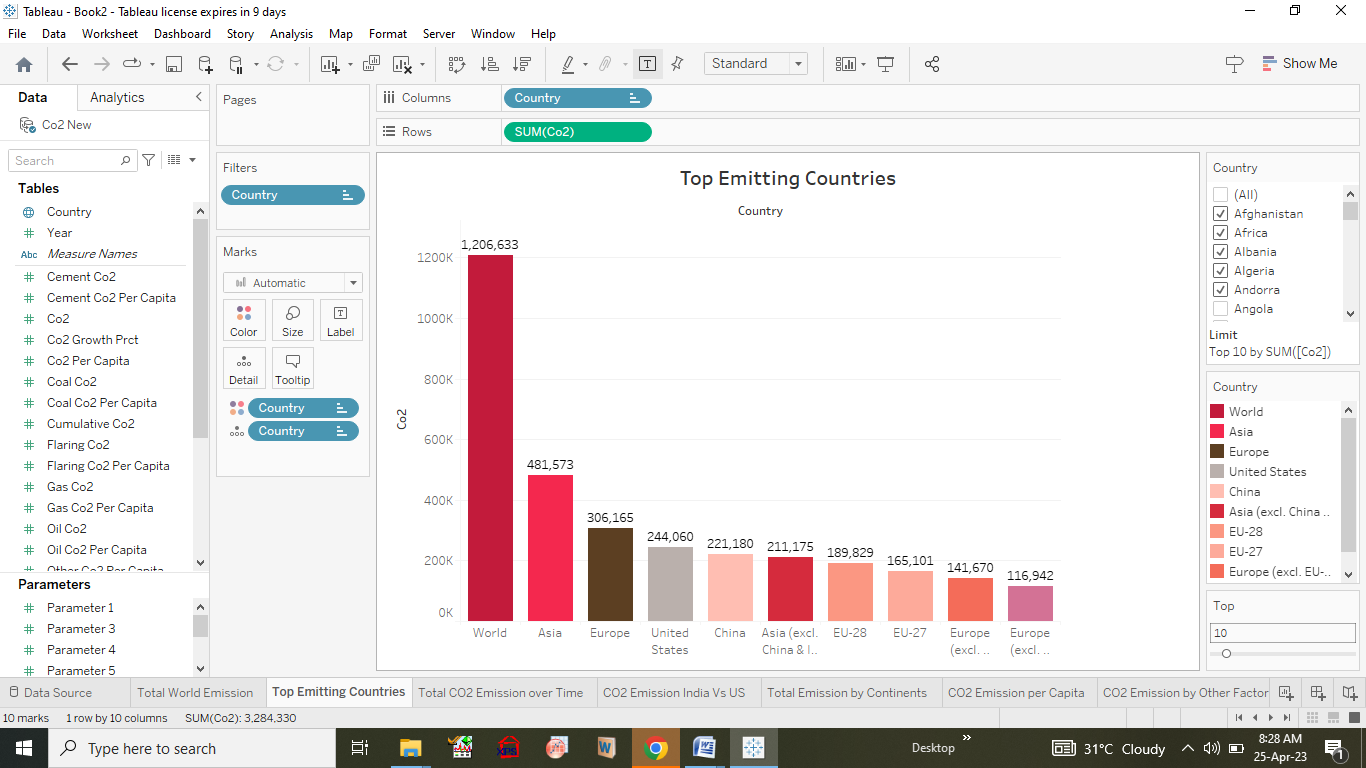 Tableau - Book2 - Tableau license expires in 9 days
File Data Worksheet Dashboard Story Analysis Map Format Server Window Help
Standard
Show Me
Data Analytics
Co2 New
Search
Tables
Country
Year
Abc Measure Names
Cement Co2
Cement Co2 Per Capita
Co2
Co2 Growth Prct
Co2 Per Capita
Coal Co2
Coal Co2 Per Capita
Cumulative Co2
Flaring Co2
Flaring Co2 Per Capita
Gas Co2
Gas Co2 Per Capita
Oil Co2
Oil Co2 Per Capita
Other Co2 Per Capita
Parameters
Parameter 1
Parameter 3
Parameter 4
Parameter 5
Pages
Filters
Country
Marks
Automatic
Color Size Label
Detail Tooltip
Country
Country
Columns Country
Rows SUM(Co2)
Top Emitting Countries
Country
Co2
1200K
1000K
800K
600K
400K
200K
0K
1,206,633
481,573
306,165
244,060
221,180
211,175
189,829
165,101
141,670
116,942
World
Asia
Europe
United
States
China
Asia (excl.
China & I..
EU-28
EU-27
Europe
(excl. ..
Europe
(excl. ..
Country
(All)
Afghanistan
Africa
Albania
Algeria
Andorra
Angola
Limit
Top 10 by SUM([Co2])
Country
World
Asia
Europe
United States
China
Asia (excl. China ..
EU-28
EU-27
Europe (excl. EU-..
Top
10
Data Source Total World Emission Top Emitting Countries Total CO2 Emission over Time CO2 Emission India Vs US Total Emission by Continents CO2 Emission per Capita CO2 Emission by Other Factor
10 marks 1 row by 10 columns SUM(Co2): 3,284,330
Type here to search
XPS
W
W
Desktop
»
31°C Cloudy
8:28 AM
25-Apr-23
1